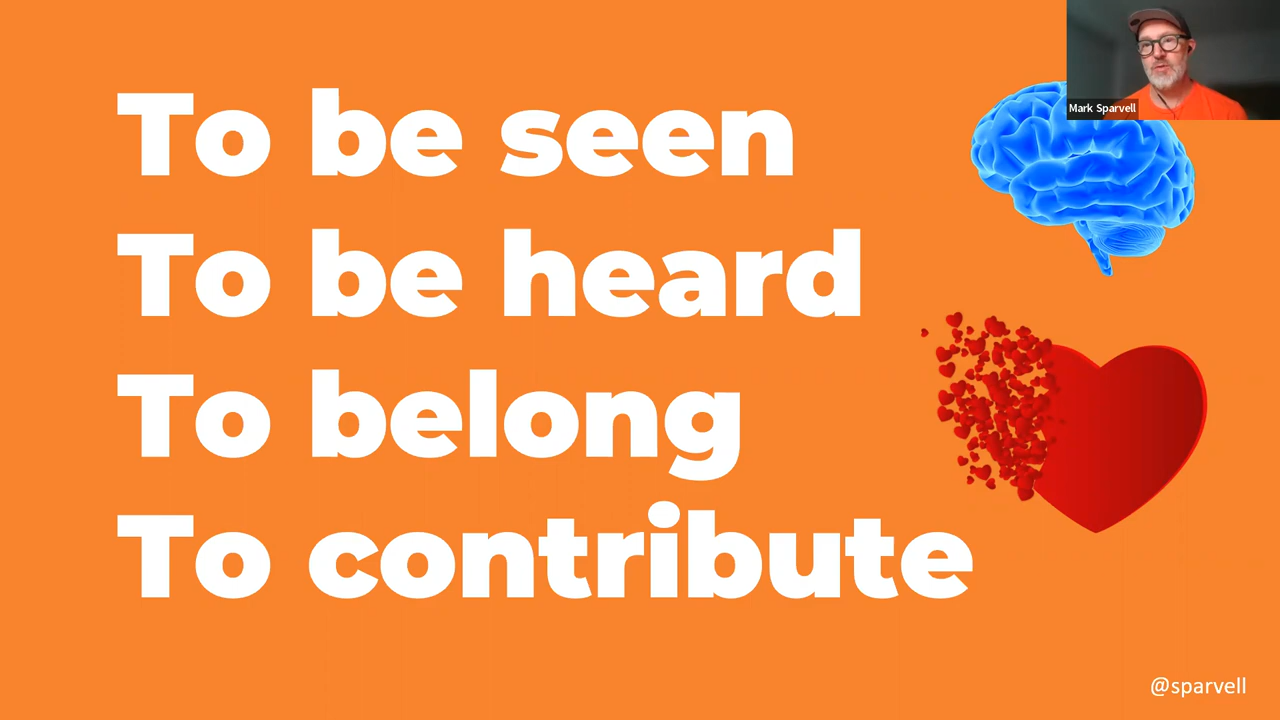 To be seen
To be heard
To belong
To contribute
Mark Sparvell
@sparvell